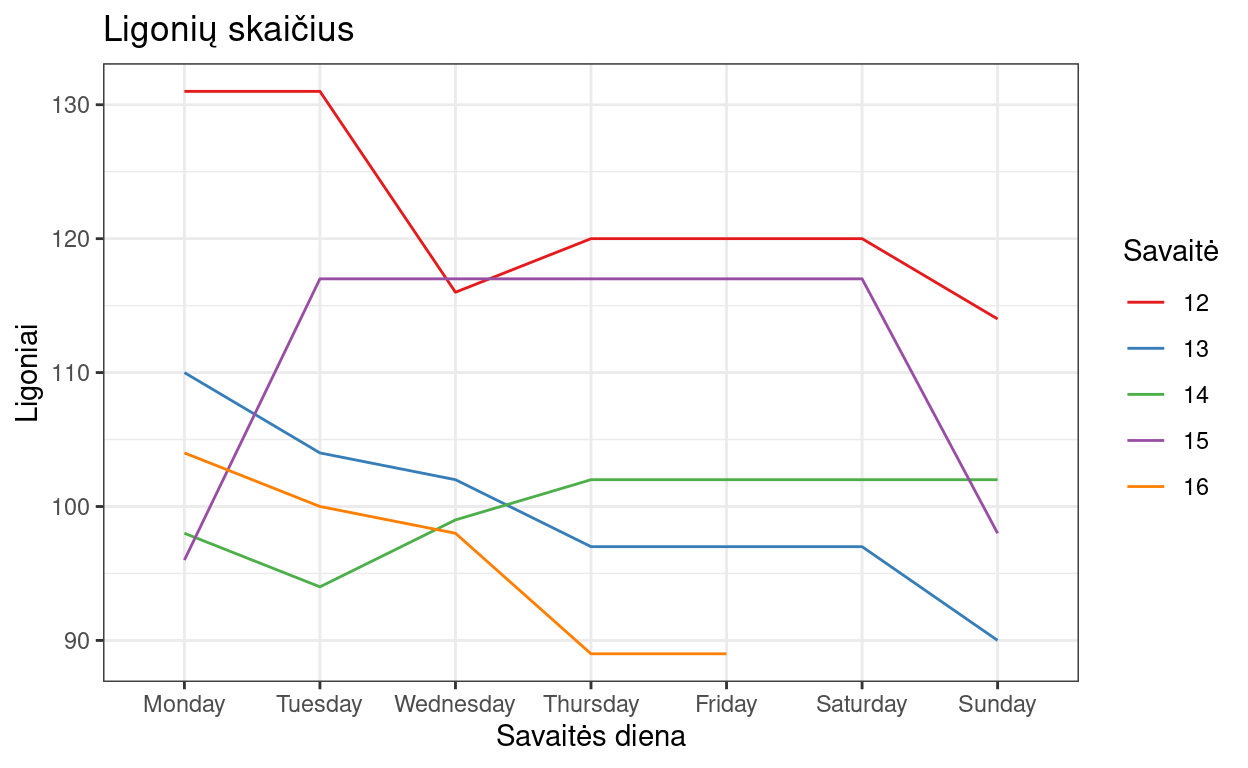 Ligonių skaičius
130
120
110
100
90
Ligoniai
Monday Tuesday Wednesday Thursday Friday Saturday Sunday
Savaitės diena
Savaitė
12
13
14
15
16